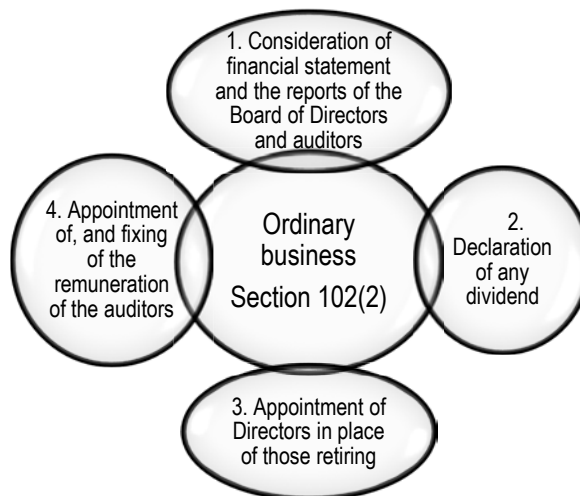 1. Consideration of
financial statement
and the reports of the
Board of Directors
and auditors
4. Appointment
of, and fixing
of the
remuneration
of the auditors
Ordinary
business
Section 102(2)
2.
Declaration
of any
dividend
3. Appointment of
Directors in place
of those retiring